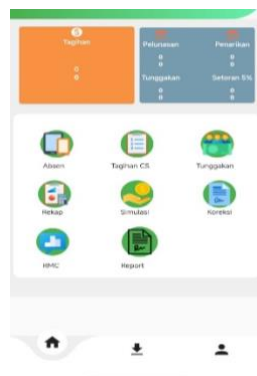 Tagihan
0
0
Pelunasan Penarikan
0 0
0 0
Tunggakan Setoran 5%
0 0
0 0
Absen Tagihan CS Tunggakan
Rekap Simulasi Koreksi
RMC Report